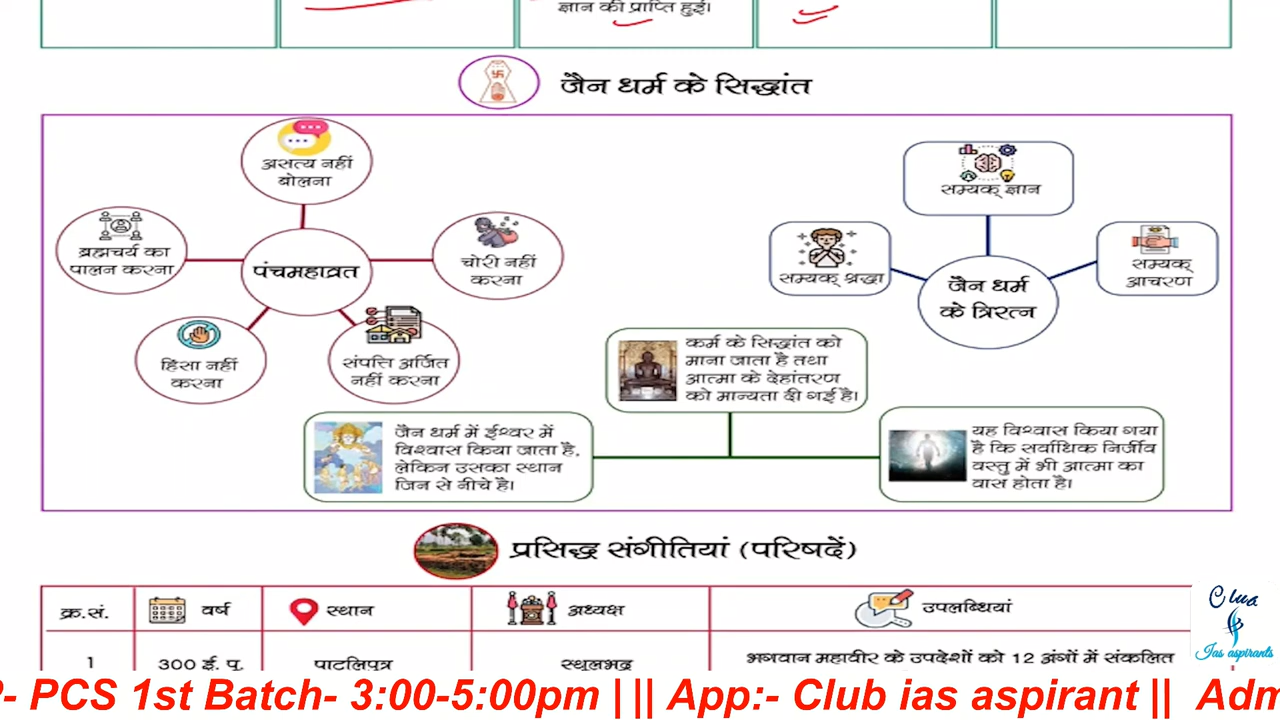 ज्ञान की प्राप्ति हुई।
जैन धर्म के सिद्धांत
असत्य नहीं
बोलना
ब्रह्मचर्य का
पालन करना
पंचमहाव्रत
चोरी नहीं
करना
हिंसा नहीं
करना
संपत्ति अर्जित
नहीं करना
सम्यक् ज्ञान
सम्यक् श्रद्धा
सम्यक्
आचरण
जैन धर्म
के त्रिरत्न
कर्म के सिद्धांत को
माना जाता है तथा
आत्मा के देहांतरण
को मान्यता दी गई है।
जैन धर्म में ईश्वर में
विश्वास किया जाता है,
लेकिन उसका स्थान
जिन से नीचे है।
यह विश्वास किया गया
है कि सर्वाधिक निर्जीव
वस्तु में भी आत्मा का
वास होता है।
प्रसिद्ध संगीतियां (परिषदें)
क्र.सं. वर्ष स्थान अध्यक्ष उपलब्धियां
1 300 ई. पू. पाटलिपुत्र स्थूलभद्र भगवान महावीर के उपदेशों को 12 अंगों में संकलित
Club
Ias aspirants
- PCS 1st Batch- 3:00-5:00pm | || App:- Club ias aspirant || Adm